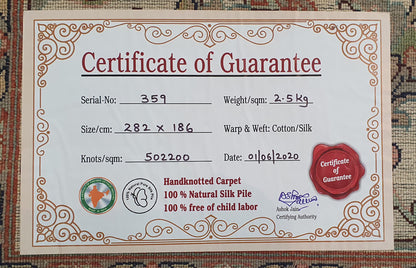 Certificate of Guarantee
Serial-No: 359 Weight/sqm: 2.5kg
Size/cm: 282 x 186 Warp & Weft: Cotton/Silk
Knots/sqm: 502200 Date: 01/06/2020
Handknotted Carpet
100 % Natural Silk Pile
100 % free of child labor
Certificate of
Guarantee
Ashok
Certifying Authority